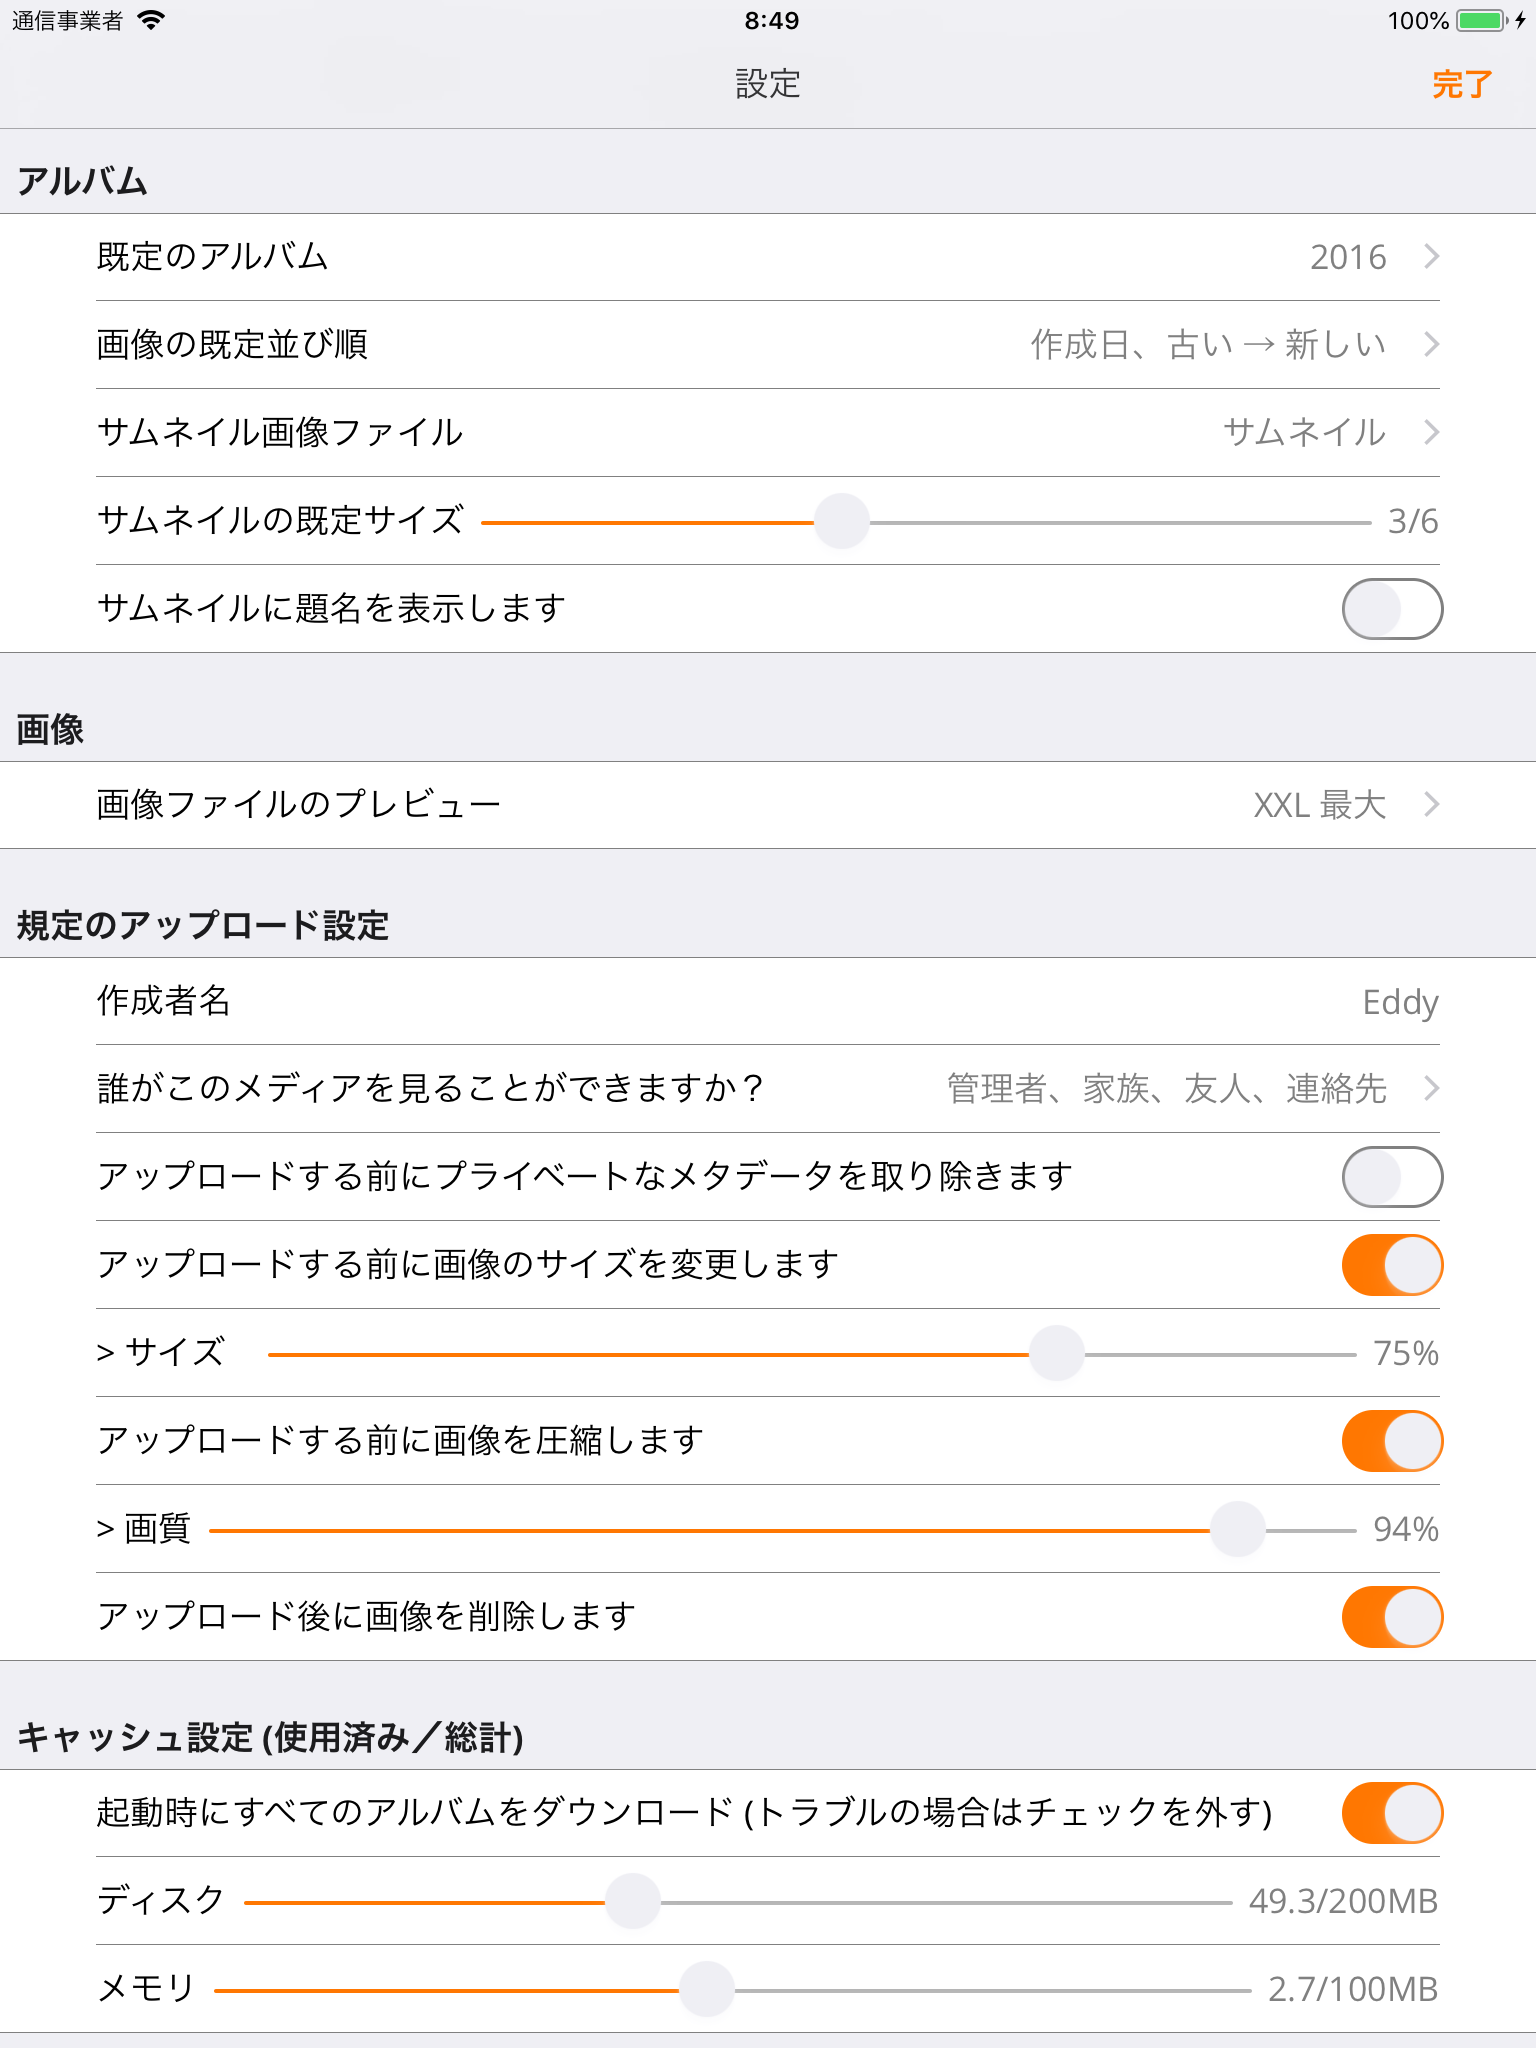 通信事業者 8:49 100%
設定 完了
アルバム
既定のアルバム 2016
画像の既定並び順 作成日、古い → 新しい
サムネイル画像ファイル サムネイル
サムネイルの既定サイズ 3/6
サムネイルに題名を表示します
画像
画像ファイルのプレビュー XXL 最大
規定のアップロード設定
作成者名 Eddy
誰がこのメディアを見ることができますか？ 管理者、家族、友人、連絡先
アップロードする前にプライベートなメタデータを取り除きます
アップロードする前に画像のサイズを変更します
> サイズ 75%
アップロードする前に画像を圧縮します
> 画質 94%
アップロード後に画像を削除します
キャッシュ設定 (使用済み／総計)
起動時にすべてのアルバムをダウンロード (トラブルの場合はチェックを外す)
ディスク 49.3/200MB
メモリ 2.7/100MB